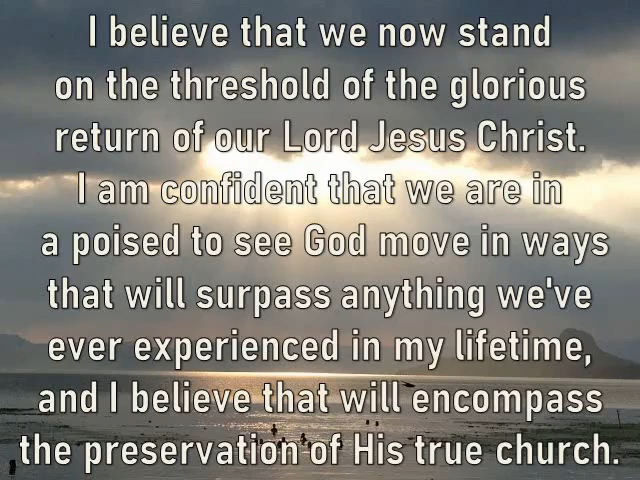 I believe that we now stand
on the threshold of the glorious
return of our Lord Jesus Christ.
I am confident that we are in
a poised to see God move in ways
that will surpass anything we've
ever experienced in my lifetime,
and I believe that will encompass
the preservation of His true church.